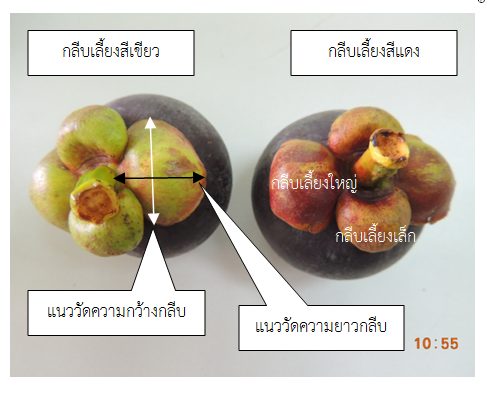 กลีบเลี้ยงสีเขียว
กลีบเลี้ยงสีแดง
กลีบเลี้ยงใหญ่
กลีบเลี้ยงเล็ก
แนววัดความกว้างกลีบ
แนววัดความยาวกลีบ
10:55